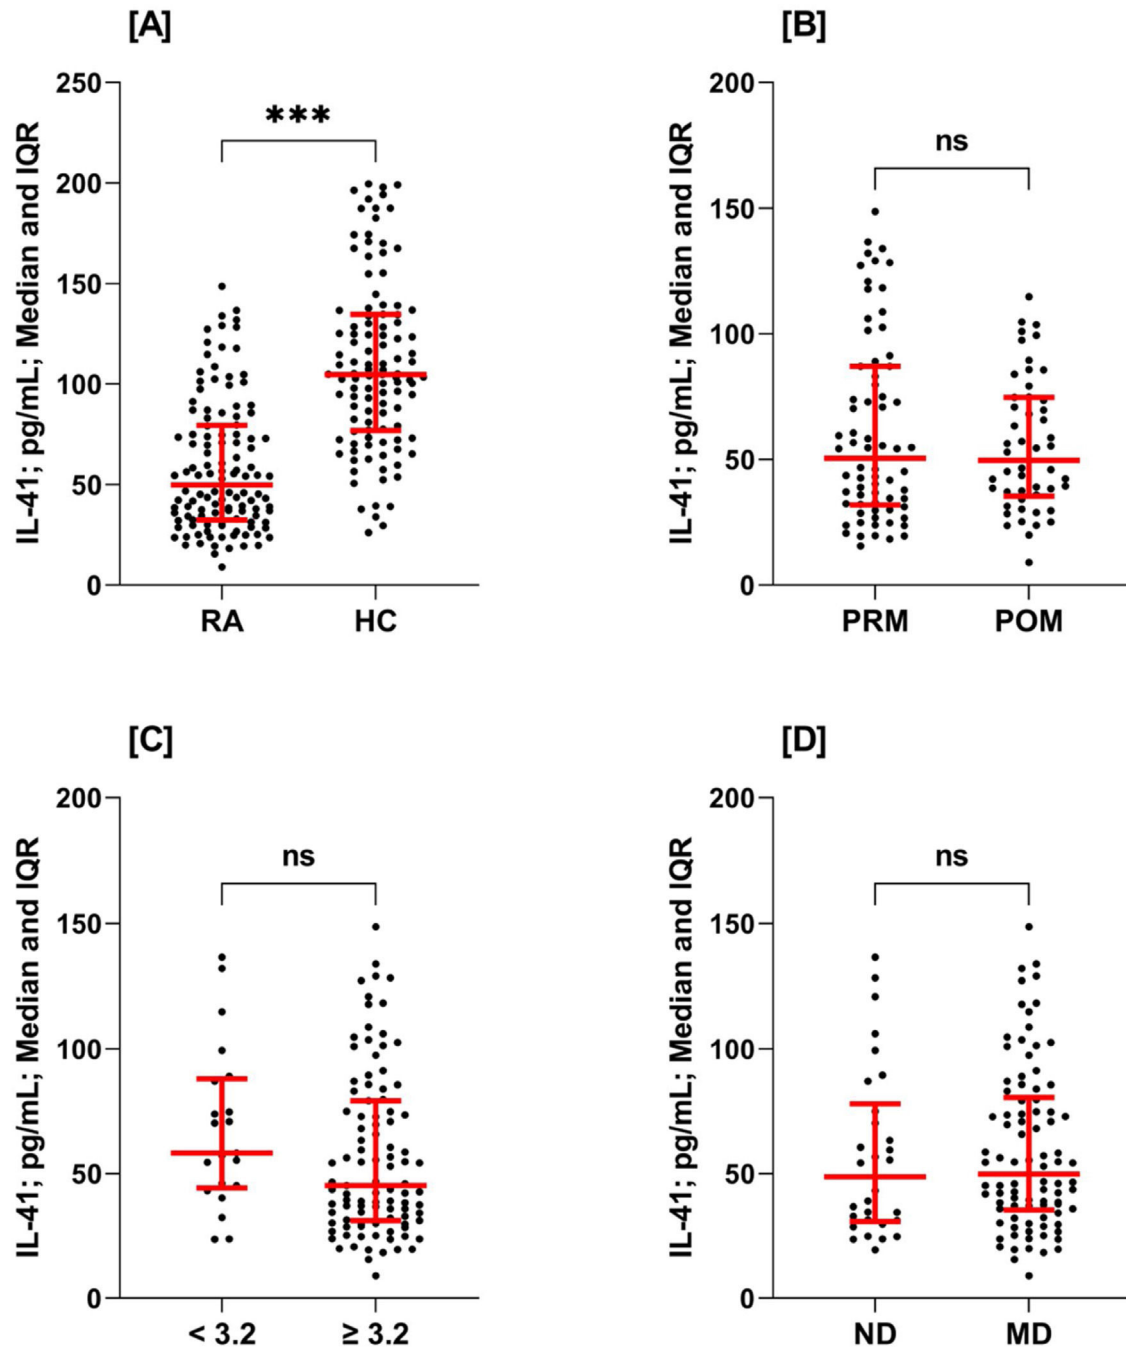 [A]
IL-41; pg/mL; Median and IQR
250
200
150
100
50
0
***
RA HC
[B]
IL-41; pg/mL; Median and IQR
200
150
100
50
0
ns
PRM POM
[C]
IL-41; pg/mL; Median and IQR
200
150
100
50
0
ns
< 3.2 ≥ 3.2
[D]
IL-41; pg/mL; Median and IQR
200
150
100
50
0
ns
ND MD